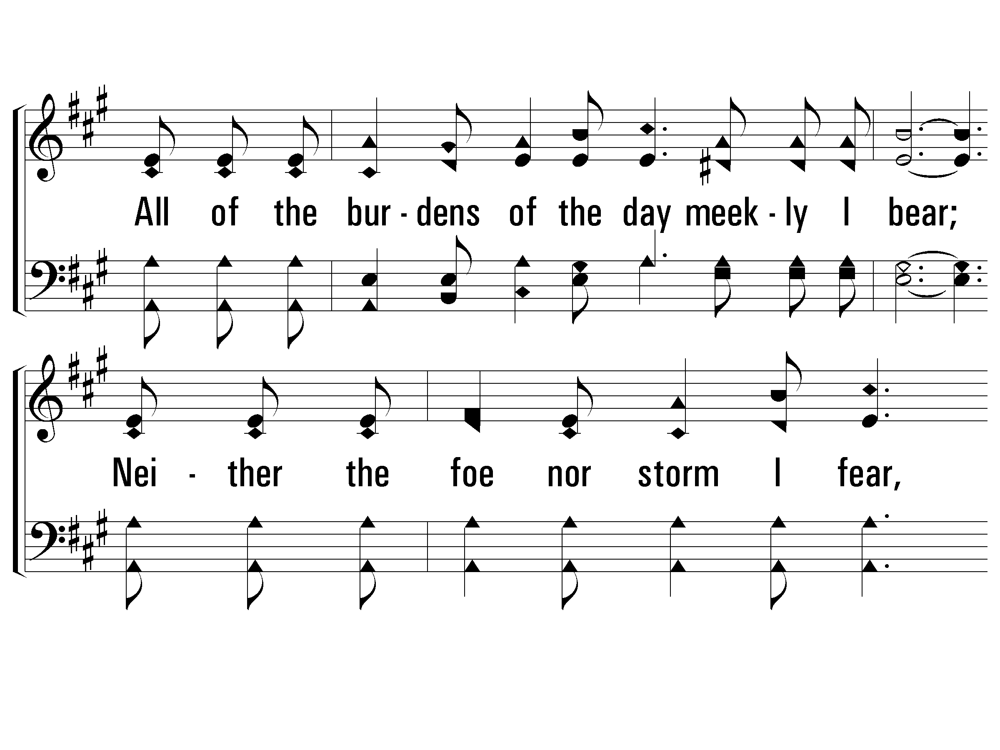 All of the bur - dens of the day meek - ly I bear;
Nei - ther the foe nor storm I fear,